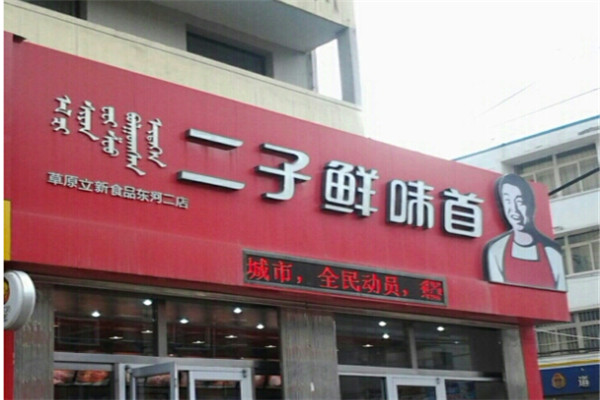 二子鲜味首
草原立新食品东河二店
城市，全民动员，